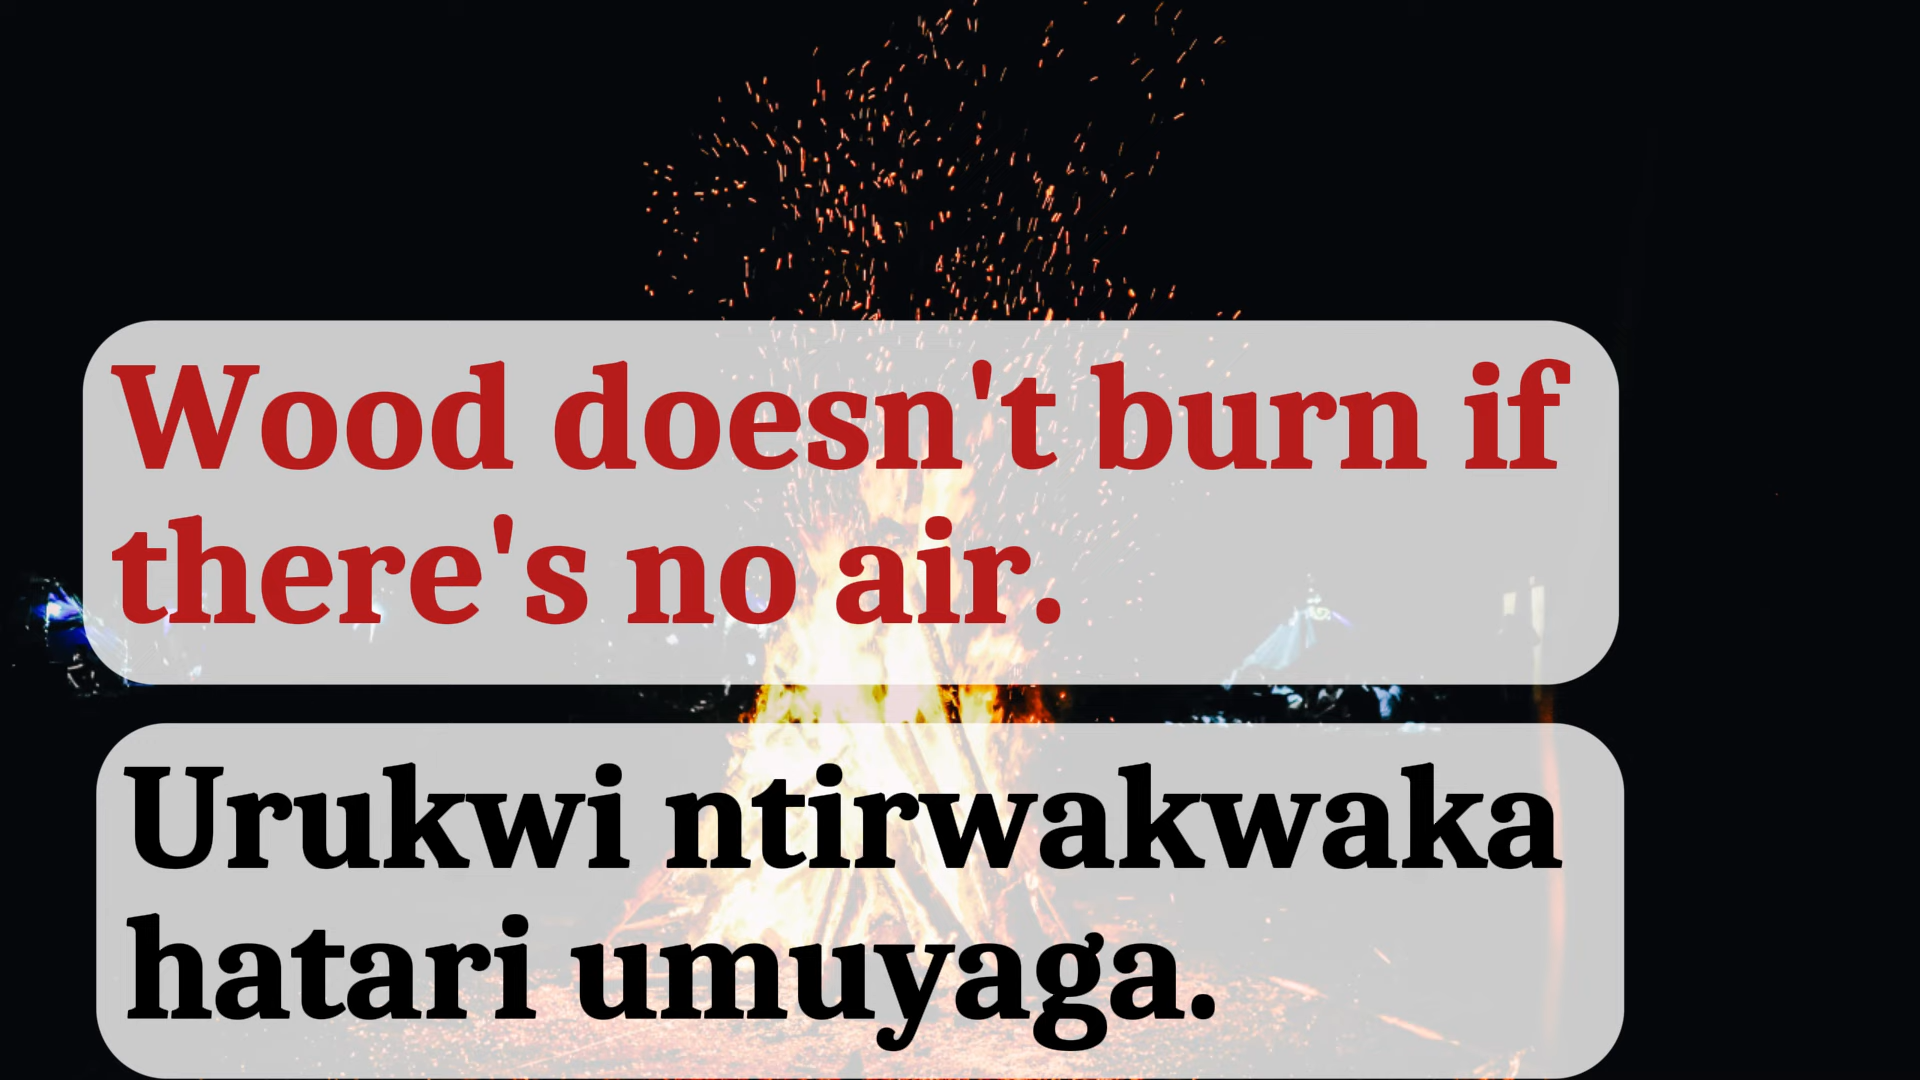 Wood doesn't burn if
there's no air.
Urukwi ntirwakwaka
hatari umuyaga.